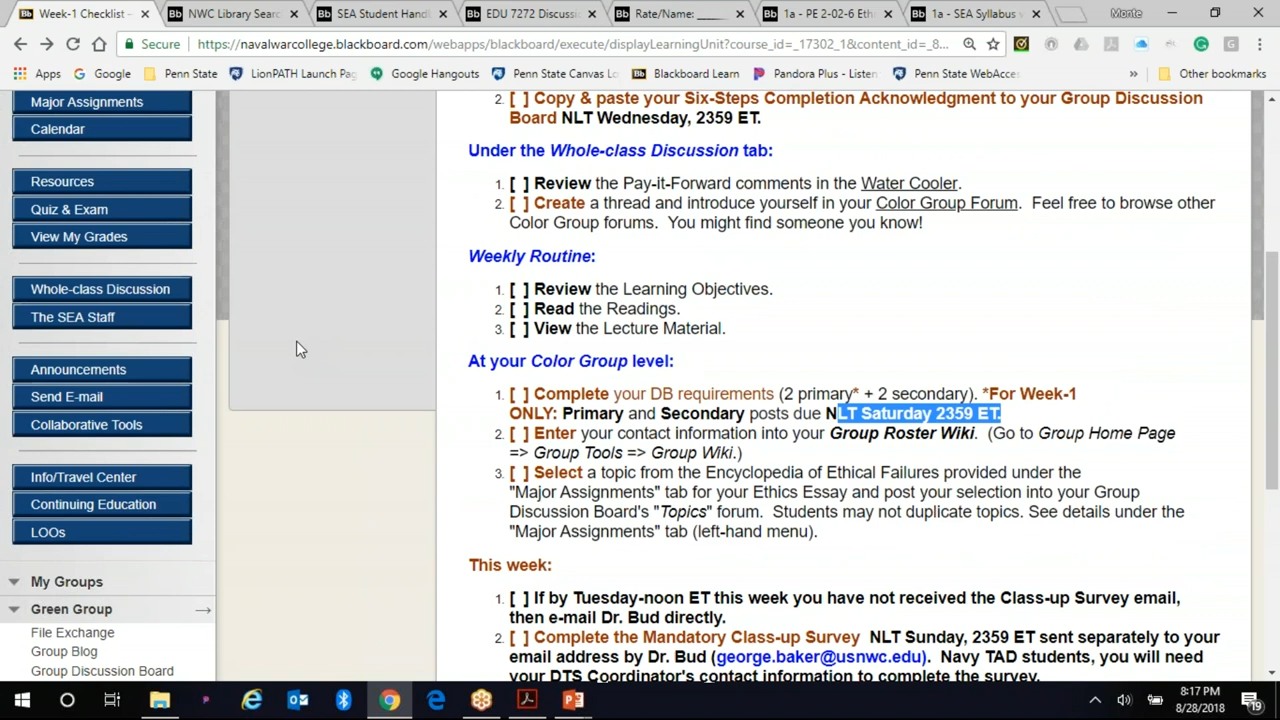 Week-1 Checklist –
NWC Library Sear
SEA Student Hand
EDU 7272 Discussi
Rate/Name: _____
1a - PE 2-02-6 Eth
1a - SEA Syllabus
Monte
Secure
https://navalwarcollege.blackboard.com/webapps/blackboard/execute/displayLearningUnit?course_id=_17302_1&content_id=_8...
Apps
Google
Penn State
LionPATH Launch Pag
Google Hangouts
Penn State Canvas Lo
Blackboard Learn
Pandora Plus - Listen
Penn State WebAcces
»
Other bookmarks
Major Assignments
Calendar
Resources
Quiz & Exam
View My Grades
Whole-class Discussion
The SEA Staff
Announcements
Send E-mail
Collaborative Tools
Info/Travel Center
Continuing Education
LOOs
My Groups
Green Group
File Exchange
Group Blog
Group Discussion Board
2. [ ] Copy & paste your Six-Steps Completion Acknowledgment to your Group Discussion
Board NLT Wednesday, 2359 ET.
Under the Whole-class Discussion tab:
1. [ ] Review the Pay-it-Forward comments in the Water Cooler.
2. [ ] Create a thread and introduce yourself in your Color Group Forum. Feel free to browse other
Color Group forums. You might find someone you know!
Weekly Routine:
1. [ ] Review the Learning Objectives.
2. [ ] Read the Readings.
3. [ ] View the Lecture Material.
At your Color Group level:
1. [ ] Complete your DB requirements (2 primary* + 2 secondary). *For Week-1
ONLY: Primary and Secondary posts due NLT Saturday 2359 ET.
2. [ ] Enter your contact information into your Group Roster Wiki. (Go to Group Home Page
=> Group Tools => Group Wiki.)
3. [ ] Select a topic from the Encyclopedia of Ethical Failures provided under the
"Major Assignments" tab for your Ethics Essay and post your selection into your Group
Discussion Board's "Topics" forum. Students may not duplicate topics. See details under the
"Major Assignments" tab (left-hand menu).
This week:
1. [ ] If by Tuesday-noon ET this week you have not received the Class-up Survey email,
then e-mail Dr. Bud directly.
2. [ ] Complete the Mandatory Class-up Survey NLT Sunday, 2359 ET sent separately to your
email address by Dr. Bud (george.baker@usnwc.edu). Navy TAD students, you will need
your DTS Coordinator's contact information to complete the survey.
8:17 PM
8/28/2018
19